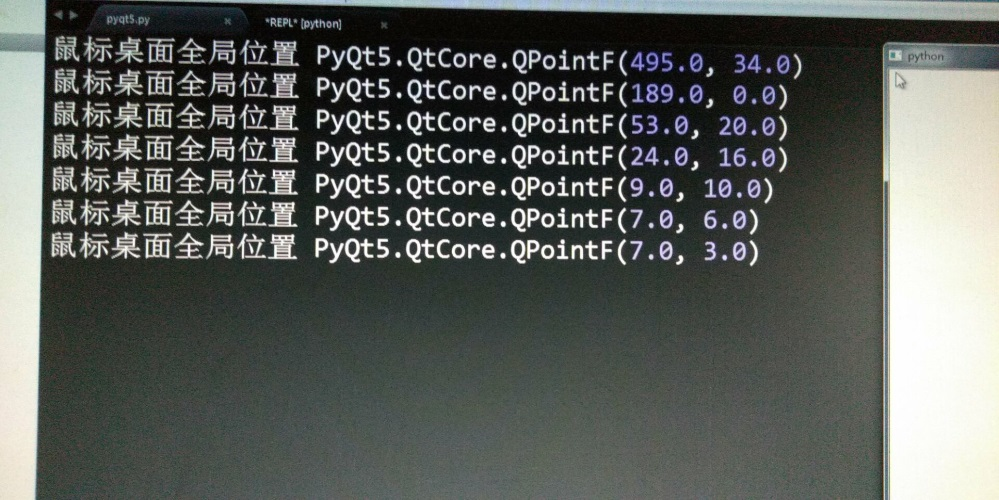 pyqt5.py
*REPL* [python]
python
鼠标桌面全局位置 PyQt5.QtCore.QPointF(495.0, 34.0)
鼠标桌面全局位置 PyQt5.QtCore.QPointF(189.0, 0.0)
鼠标桌面全局位置 PyQt5.QtCore.QPointF(53.0, 20.0)
鼠标桌面全局位置 PyQt5.QtCore.QPointF(24.0, 16.0)
鼠标桌面全局位置 PyQt5.QtCore.QPointF(9.0, 10.0)
鼠标桌面全局位置 PyQt5.QtCore.QPointF(7.0, 6.0)
鼠标桌面全局位置 PyQt5.QtCore.QPointF(7.0, 3.0)